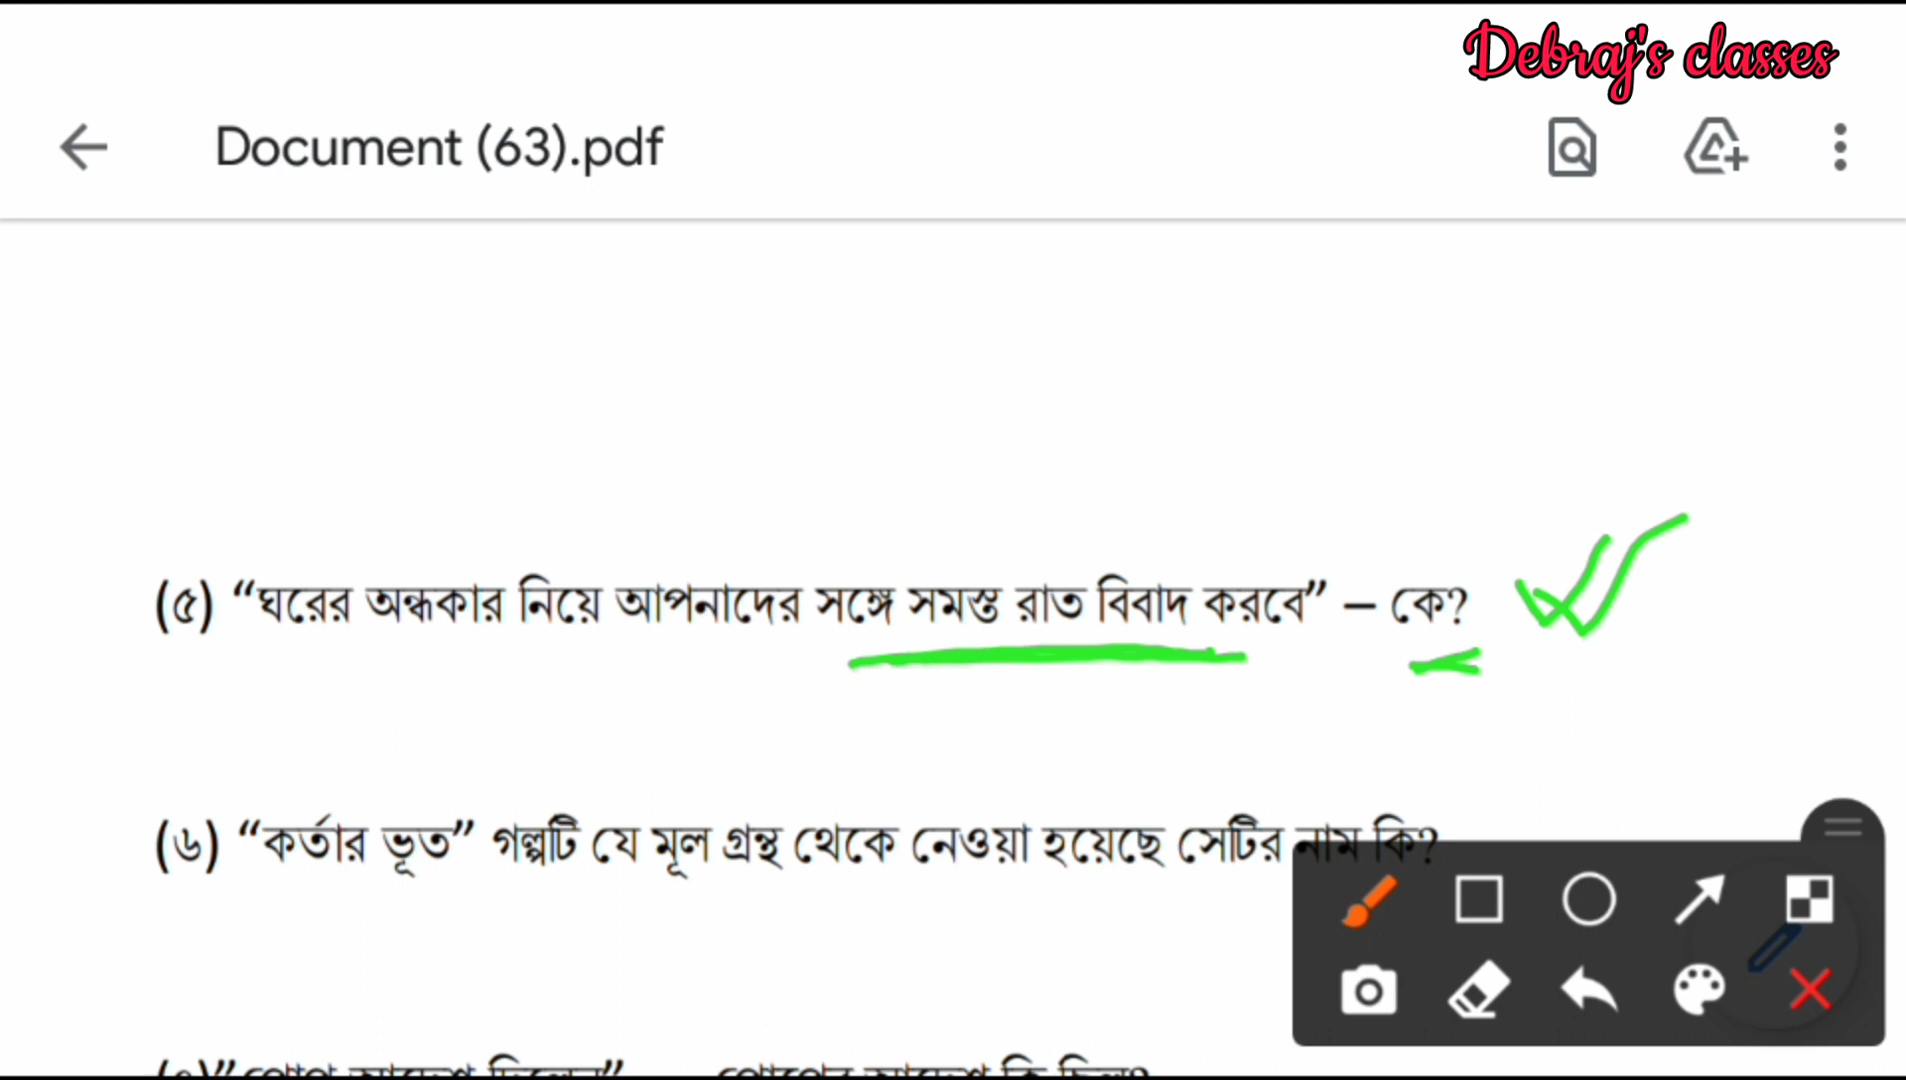 Debraj's classes
Document (63).pdf
(৫) “ঘরের অন্ধকার নিয়ে আপনাদের সঙ্গে সমস্ত রাত বিবাদ করবে” – কে?
(৬) “কর্তার ভূত” গল্পটি যে মূল গ্রন্থ থেকে নেওয়া হয়েছে সেটির নাম কি?